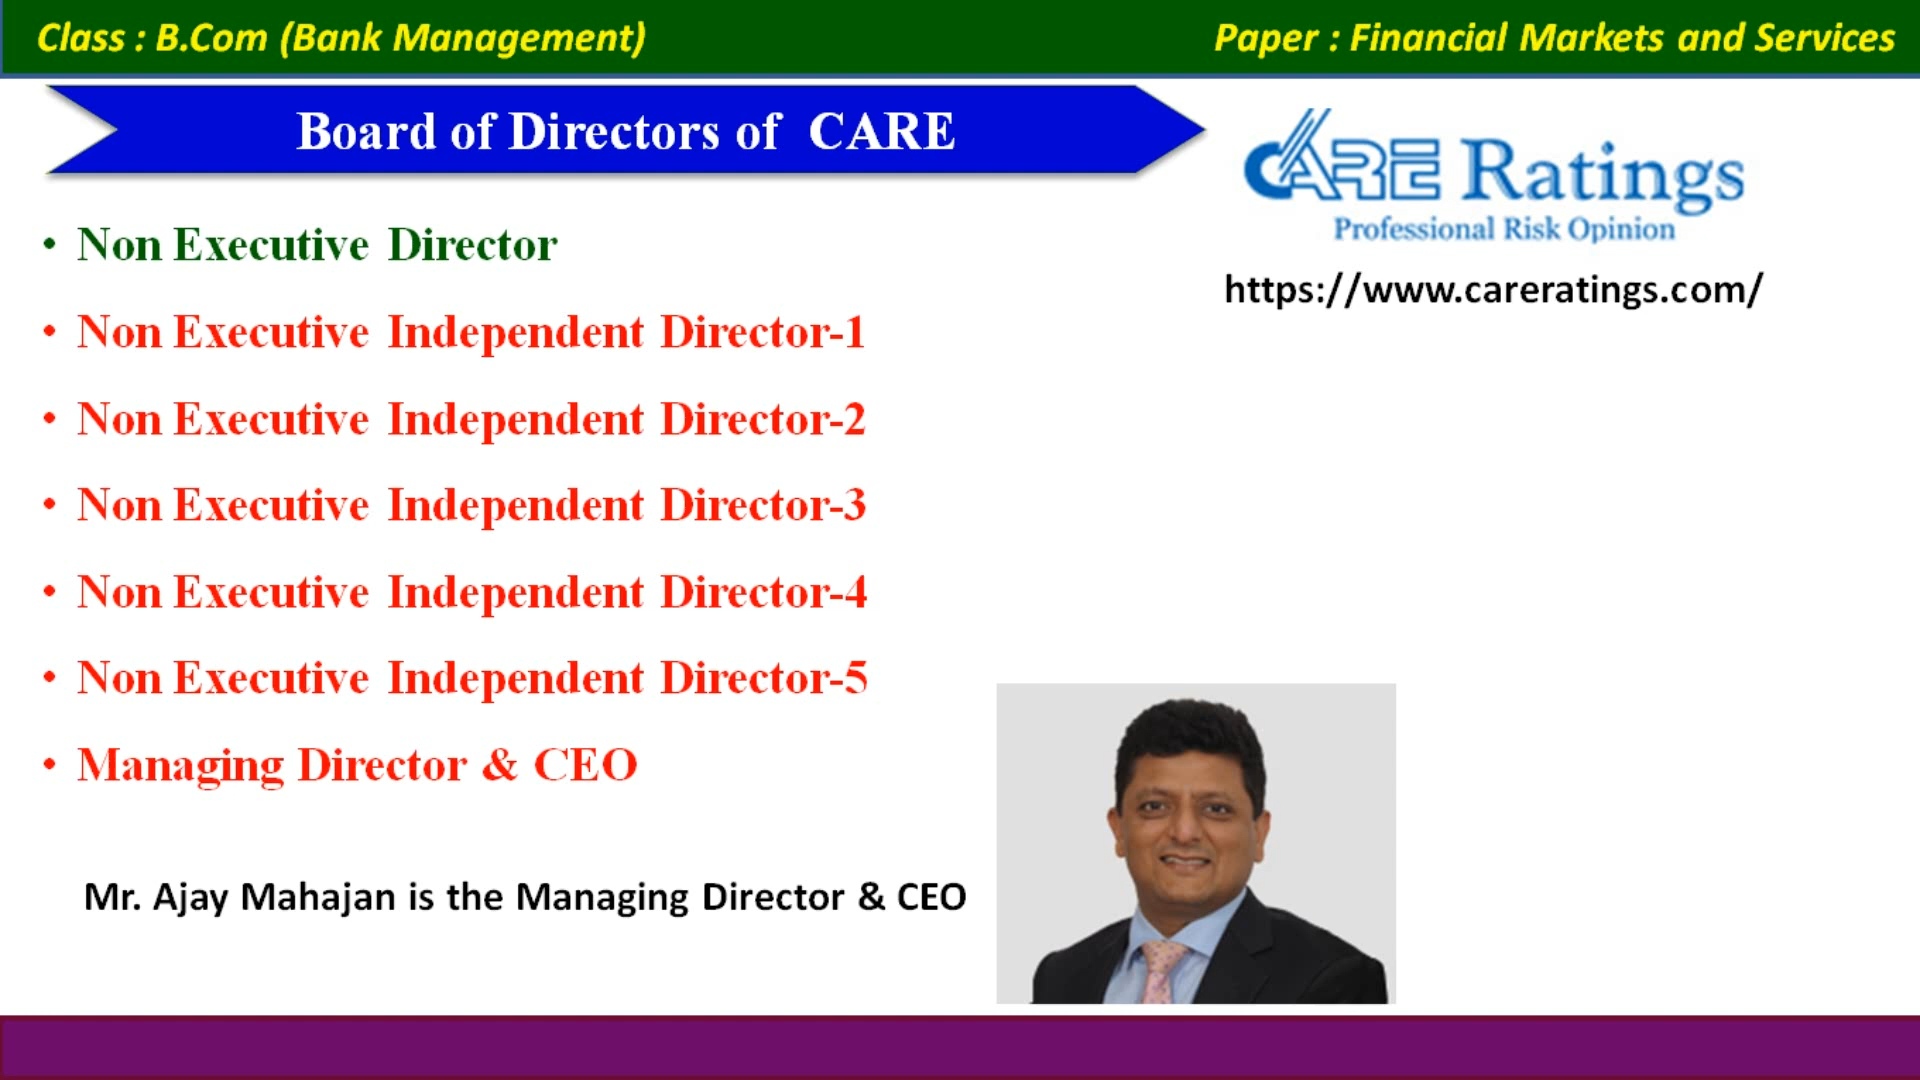 Class : B.Com (Bank Management)
Paper : Financial Markets and Services
Board of Directors of CARE
CARE Ratings
Professional Risk Opinion
https://www.careratings.com/
• Non Executive Director
• Non Executive Independent Director-1
• Non Executive Independent Director-2
• Non Executive Independent Director-3
• Non Executive Independent Director-4
• Non Executive Independent Director-5
• Managing Director & CEO
Mr. Ajay Mahajan is the Managing Director & CEO